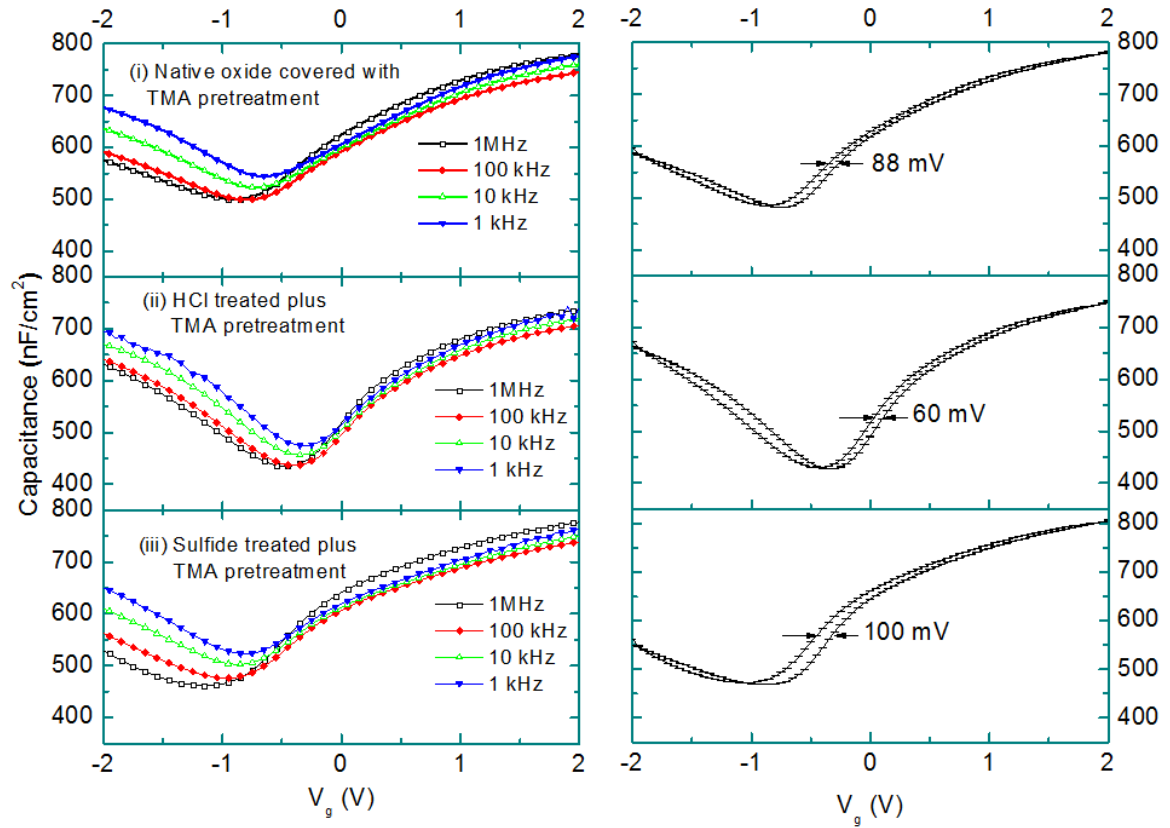 -2 -1 0 1 2
-2 -1 0 1 2
800
700
600
500
400
(i) Native oxide covered with
TMA pretreatment
1MHz
100 kHz
10 kHz
1 kHz
88 mV
800
700
600
500
400
800
700
600
500
400
(ii) HCl treated plus
TMA pretreatment
1MHz
100 kHz
10 kHz
1 kHz
60 mV
800
700
600
500
400
800
700
600
500
400
(iii) Sulfide treated plus
TMA pretreatment
1MHz
100 kHz
10 kHz
1 kHz
100 mV
800
700
600
500
400
Capacitance (nF/cm²)
-2 -1 0 1 2
-2 -1 0 1 2
Vg (V)
Vg (V)